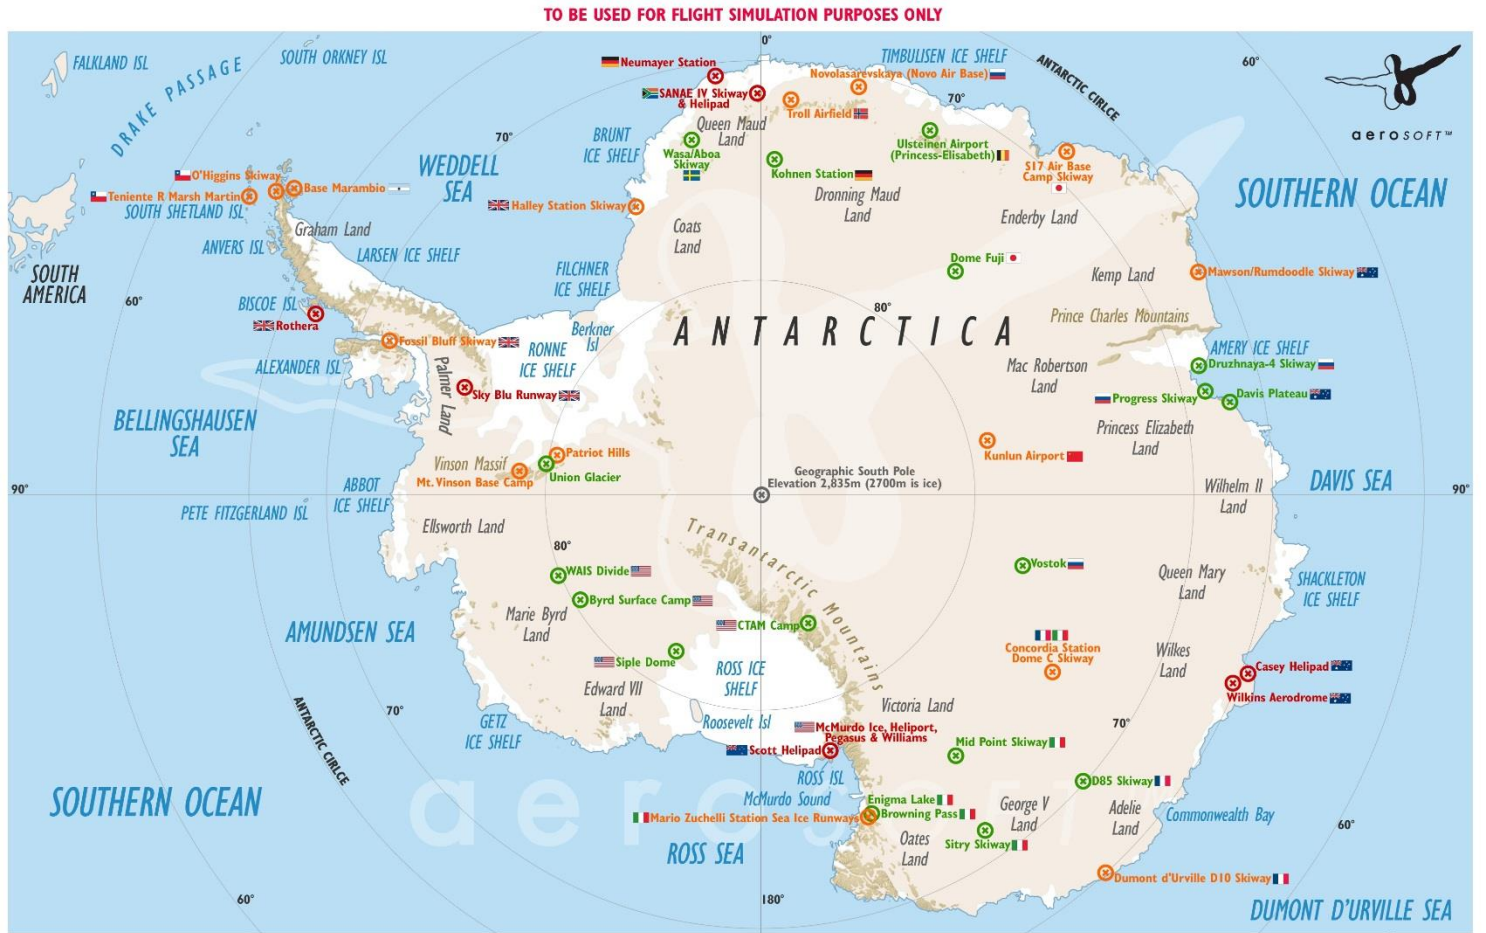 TO BE USED FOR FLIGHT SIMULATION PURPOSES ONLY
FALKLAND ISL
SOUTH ORKNEY ISL
DRAKE PASSAGE
0°
TIMBULISEN ICE SHELF
ANTARCTIC CIRLCE
60°
aeroSOFT™
Neumayer Station
SANAE IV Skiway
& Helipad
Novolasarevskaya (Novo Air Base)
70°
Troll Airfield
Queen Maud
Land
70°
BRUNT
ICE SHELF
WEDDELL
SEA
Wasa/Aboa
Skiway
Kohnen Station
Ulsteinen Airport
(Princess-Elisabeth)
S17 Air Base
Camp Skiway
SOUTHERN OCEAN
O'Higgins Skiway
Teniente R Marsh Martin
Base Marambio
SOUTH SHETLAND ISL
Halley Station Skiway
Dronning Maud
Land
Enderby Land
Graham Land
ANVERS ISL
LARSEN ICE SHELF
Coats
Land
SOUTH
AMERICA
FILCHNER
ICE SHELF
Dome Fuji
Kemp Land
Mawson/Rumdoodle Skiway
60°
BISCOE ISL
Rothera
80°
Prince Charles Mountains
ANTARCTICA
Berkner
Isl
Fossil Bluff Skiway
RONNE
ICE SHELF
ALEXANDER ISL
AMERY ICE SHELF
Druzhnaya-4 Skiway
Mac Robertson
Land
Palmer Land
Sky Blu Runway
Progress Skiway
Davis Plateau
BELLINGSHAUSEN
SEA
Princess Elizabeth
Land
Patriot Hills
Vinson Massif
Mt. Vinson Base Camp
Union Glacier
Kunlun Airport
Geographic South Pole
Elevation 2,835m (2700m is ice)
90°
ABBOT
ICE SHELF
PETE FITZGERLAND ISL
Wilhelm II
Land
DAVIS SEA
90°
Ellsworth Land
Transantarctic Mountains
80°
WAIS Divide
Byrd Surface Camp
Vostok
Queen Mary
Land
SHACKLETON
ICE SHELF
Marie Byrd
Land
AMUNDSEN SEA
CTAM Camp
Siple Dome
ROSS ICE
SHELF
Concordia Station
Dome C Skiway
Wilkes
Land
Casey Helipad
Wilkins Aerodrome
Edward VII
Land
ANTARCTIC CIRLCE
70°
GETZ
ICE SHELF
Roosevelt Isl
Victoria Land
70°
McMurdo Ice, Heliport,
Pegasus & Williams
Scott Helipad
Mid Point Skiway
ROSS ISL
D85 Skiway
SOUTHERN OCEAN
McMurdo Sound
Enigma Lake
Browning Pass
Mario Zuchelli Station Sea Ice Runways
George V
Land
Adelie
Land
Commonwealth Bay
60°
aeroSOFT
ROSS SEA
Oates
Land
Sitry Skiway
Dumont d'Urville D10 Skiway
60°
180°
DUMONT D'URVILLE SEA